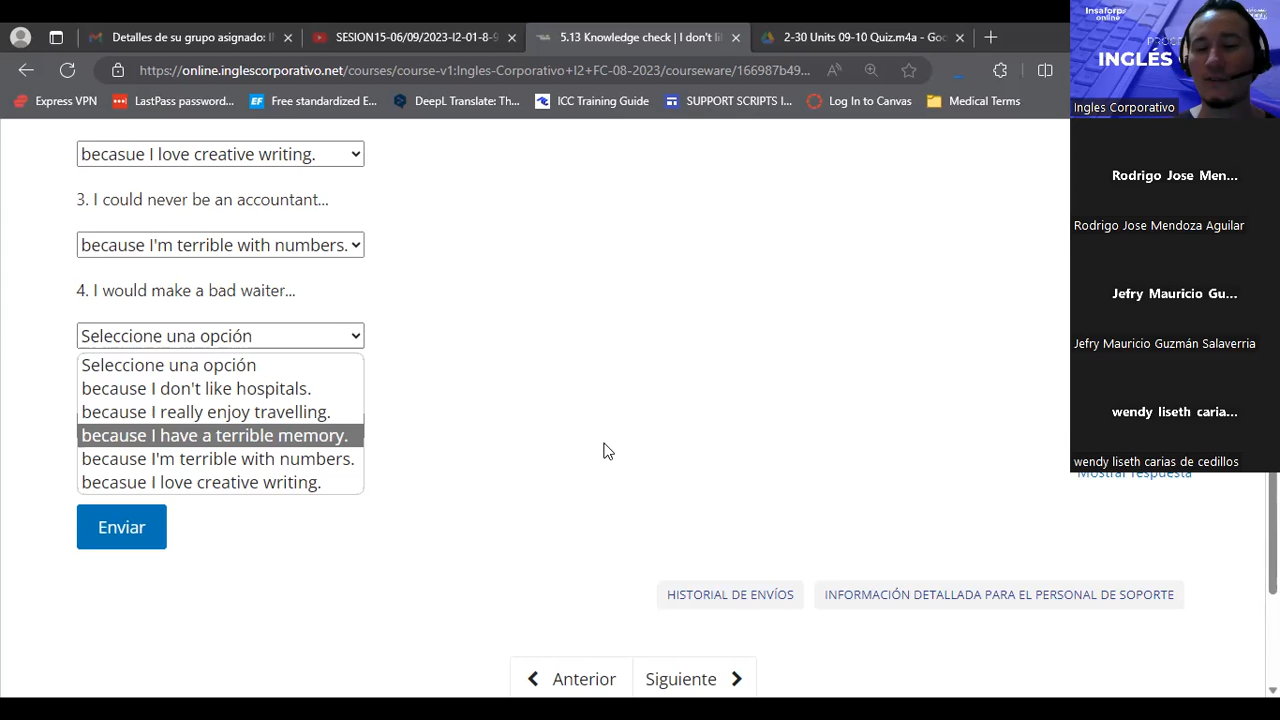 Detalles de su grupo asignado: II
SESION15-06/09/2023-I2-01-8-9
5.13 Knowledge check | I don't li
2-30 Units 09-10 Quiz.m4a - Goo
https://online.inglescorporativo.net/courses/course-v1:Ingles-Corporativo+I2+FC-08-2023/courseware/166987b49...
Express VPN
LastPass password...
Free standardized E...
DeepL Translate: Th...
ICC Training Guide
SUPPORT SCRIPTS I...
Log In to Canvas
Medical Terms
becasue I love creative writing.
3. I could never be an accountant...
because I'm terrible with numbers.
4. I would make a bad waiter...
Seleccione una opción
Seleccione una opción
because I don't like hospitals.
because I really enjoy travelling.
because I have a terrible memory.
because I'm terrible with numbers.
becasue I love creative writing.
Enviar
Mostrar respuesta
HISTORIAL DE ENVÍOS
INFORMACIÓN DETALLADA PARA EL PERSONAL DE SOPORTE
Anterior
Siguiente
Insaforp
online
INGLÉS
Ingles Corporativo
Rodrigo Jose Men...
Rodrigo Jose Mendoza Aguilar
Jefry Mauricio Gu...
Jefry Mauricio Guzmán Salaverria
wendy liseth caria...
wendy liseth carias de cedillos